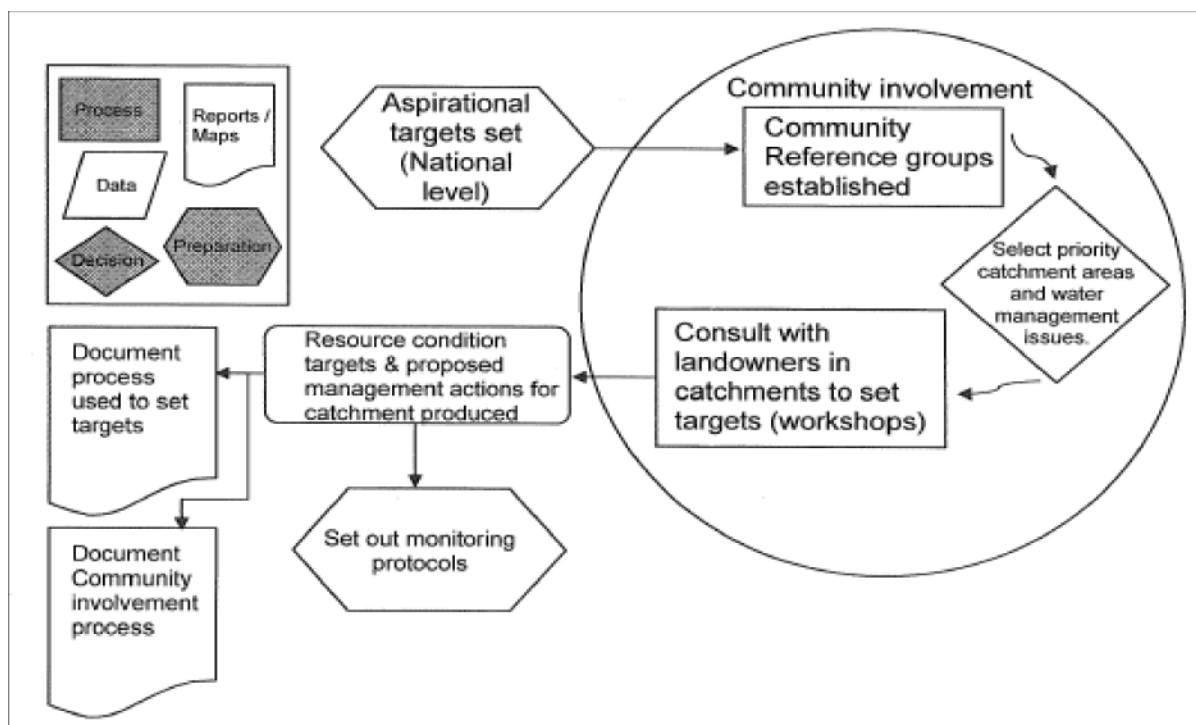 Process
Reports /
Maps
Data
Decision
Preparation
Aspirational
targets set
(National
level)
Community involvement
Community
Reference groups
established
Select priority
catchment areas
and water
management
issues.
Consult with
landowners in
catchments to set
targets (workshops)
Resource condition
targets & proposed
management actions for
catchment produced
Document
process
used to set
targets
Set out monitoring
protocols
Document
Community
involvement
process